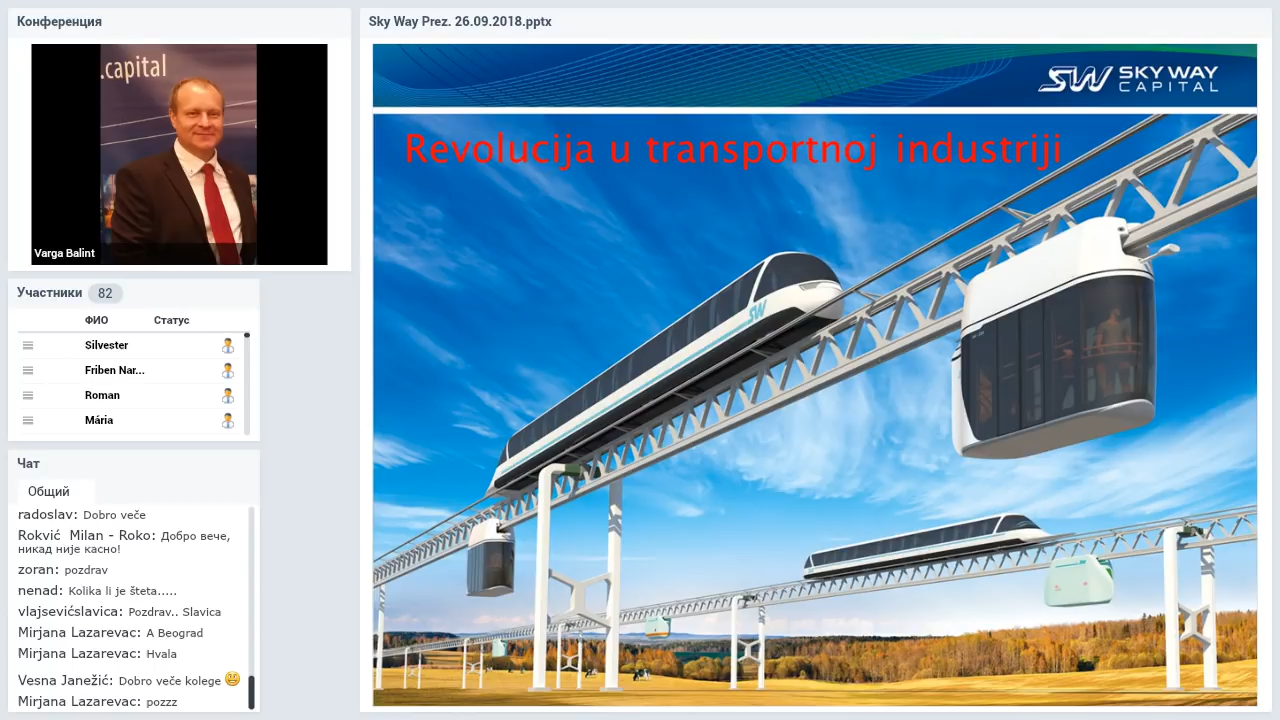 Конференция
.capital
Varga Balint
Участники 82
ФИО Статус
Silvester
Friben Nar...
Roman
Mária
Чат
Общий
radoslav: Dobro veče
Rokvić Milan - Roko: Добро вече,
никад није касно!
zoran: pozdrav
nenad: Kolika li je šteta.....
vlajsevićslavica: Pozdrav.. Slavica
Mirjana Lazarevac: A Beograd
Mirjana Lazarevac: Hvala
Vesna Janežić: Dobro veče kolege
Mirjana Lazarevac: pozzz
Sky Way Prez. 26.09.2018.pptx
SW SKY WAY
CAPITAL
Revolucija u transportnoj industriji
SW